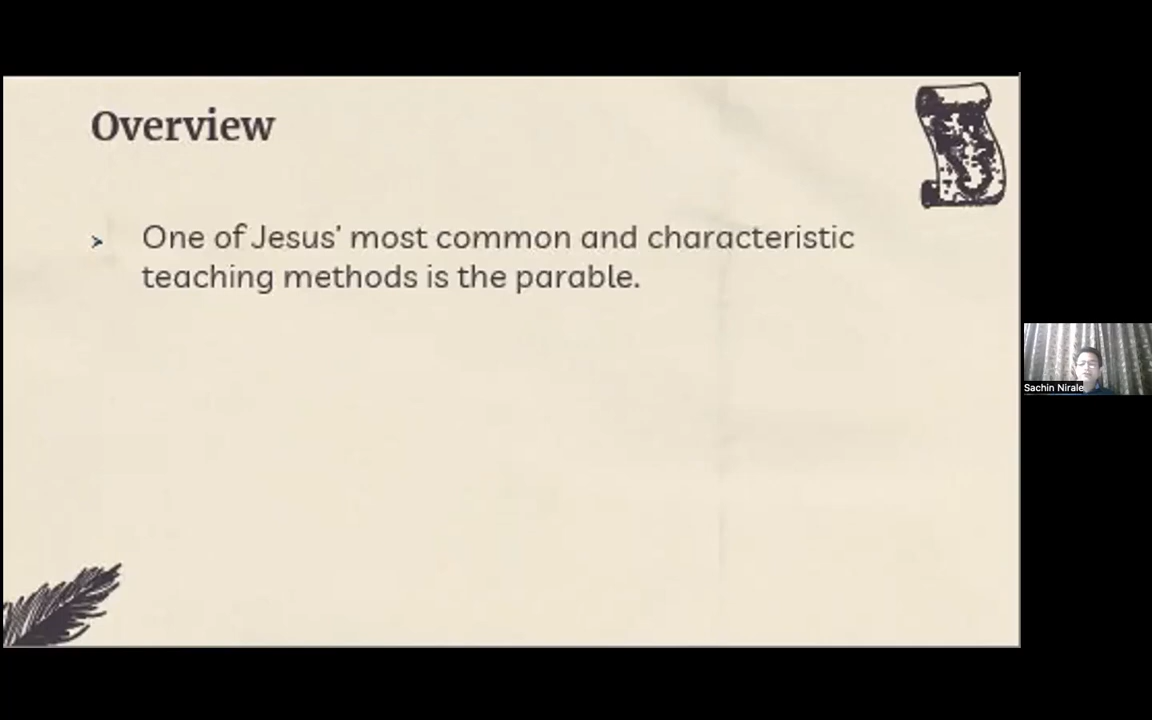 Overview
➢ One of Jesus’ most common and characteristic
teaching methods is the parable.
Sachin Nirale